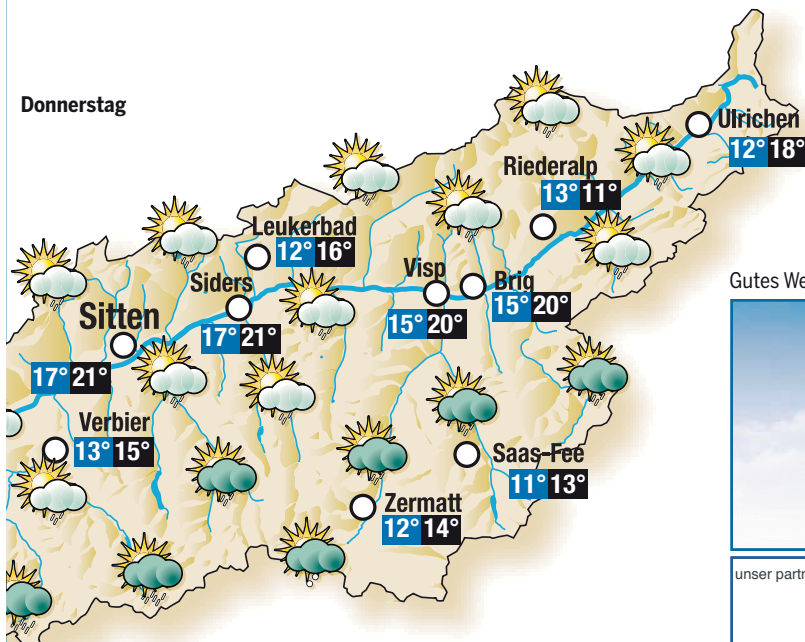 Donnerstag
Ulrichen
12° 18°
Riederalp
13° 11°
Leukerbad
12° 16°
Visp
15° 20°
Brig
15° 20°
Siders
17° 21°
Sitten
17° 21°
Verbier
13° 15°
Saas-Fee
11° 13°
Zermatt
12° 14°
Gutes We
unser partn